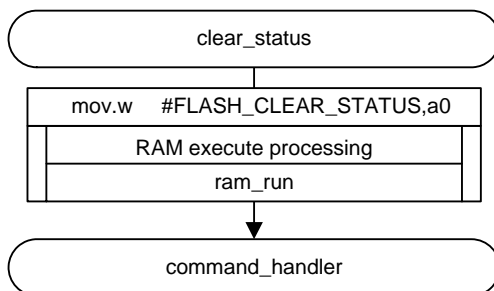 clear_status
mov.w #FLASH_CLEAR_STATUS,a0
RAM execute processing
ram_run
command_handler